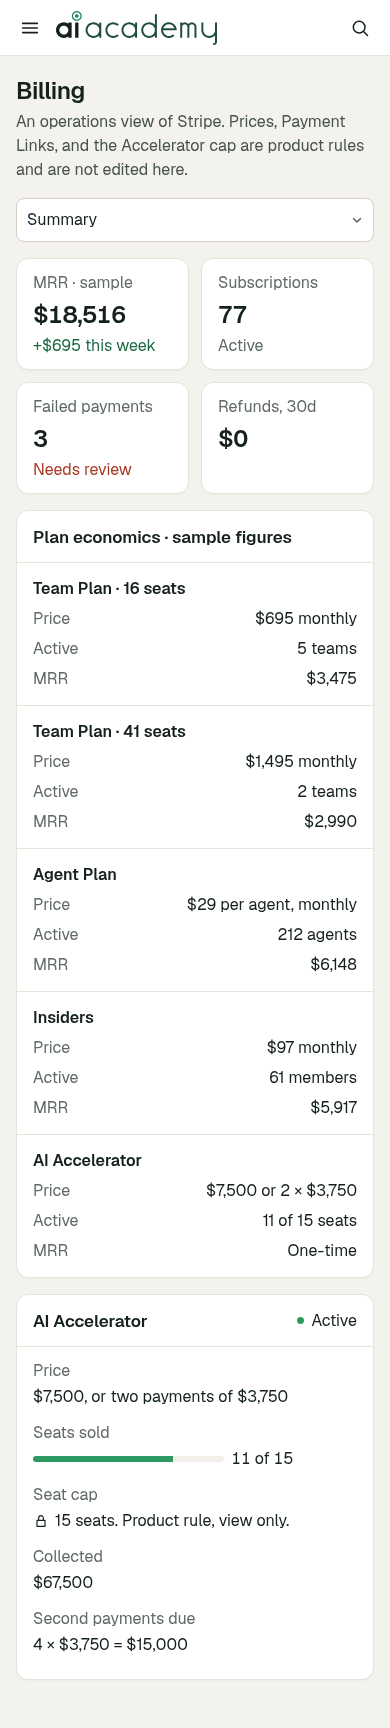 ai academy
Billing
An operations view of Stripe. Prices, Payment
Links, and the Accelerator cap are product rules
and are not edited here.
Summary
MRR · sample
$18,516
+$695 this week
Subscriptions
77
Active
Failed payments
3
Needs review
Refunds, 30d
$0
Plan economics · sample figures
Team Plan · 16 seats
Price $695 monthly
Active 5 teams
MRR $3,475
Team Plan · 41 seats
Price $1,495 monthly
Active 2 teams
MRR $2,990
Agent Plan
Price $29 per agent, monthly
Active 212 agents
MRR $6,148
Insiders
Price $97 monthly
Active 61 members
MRR $5,917
AI Accelerator
Price $7,500 or 2 × $3,750
Active 11 of 15 seats
MRR One-time
AI Accelerator Active
Price
$7,500, or two payments of $3,750
Seats sold
11 of 15
Seat cap
15 seats. Product rule, view only.
Collected
$67,500
Second payments due
4 × $3,750 = $15,000